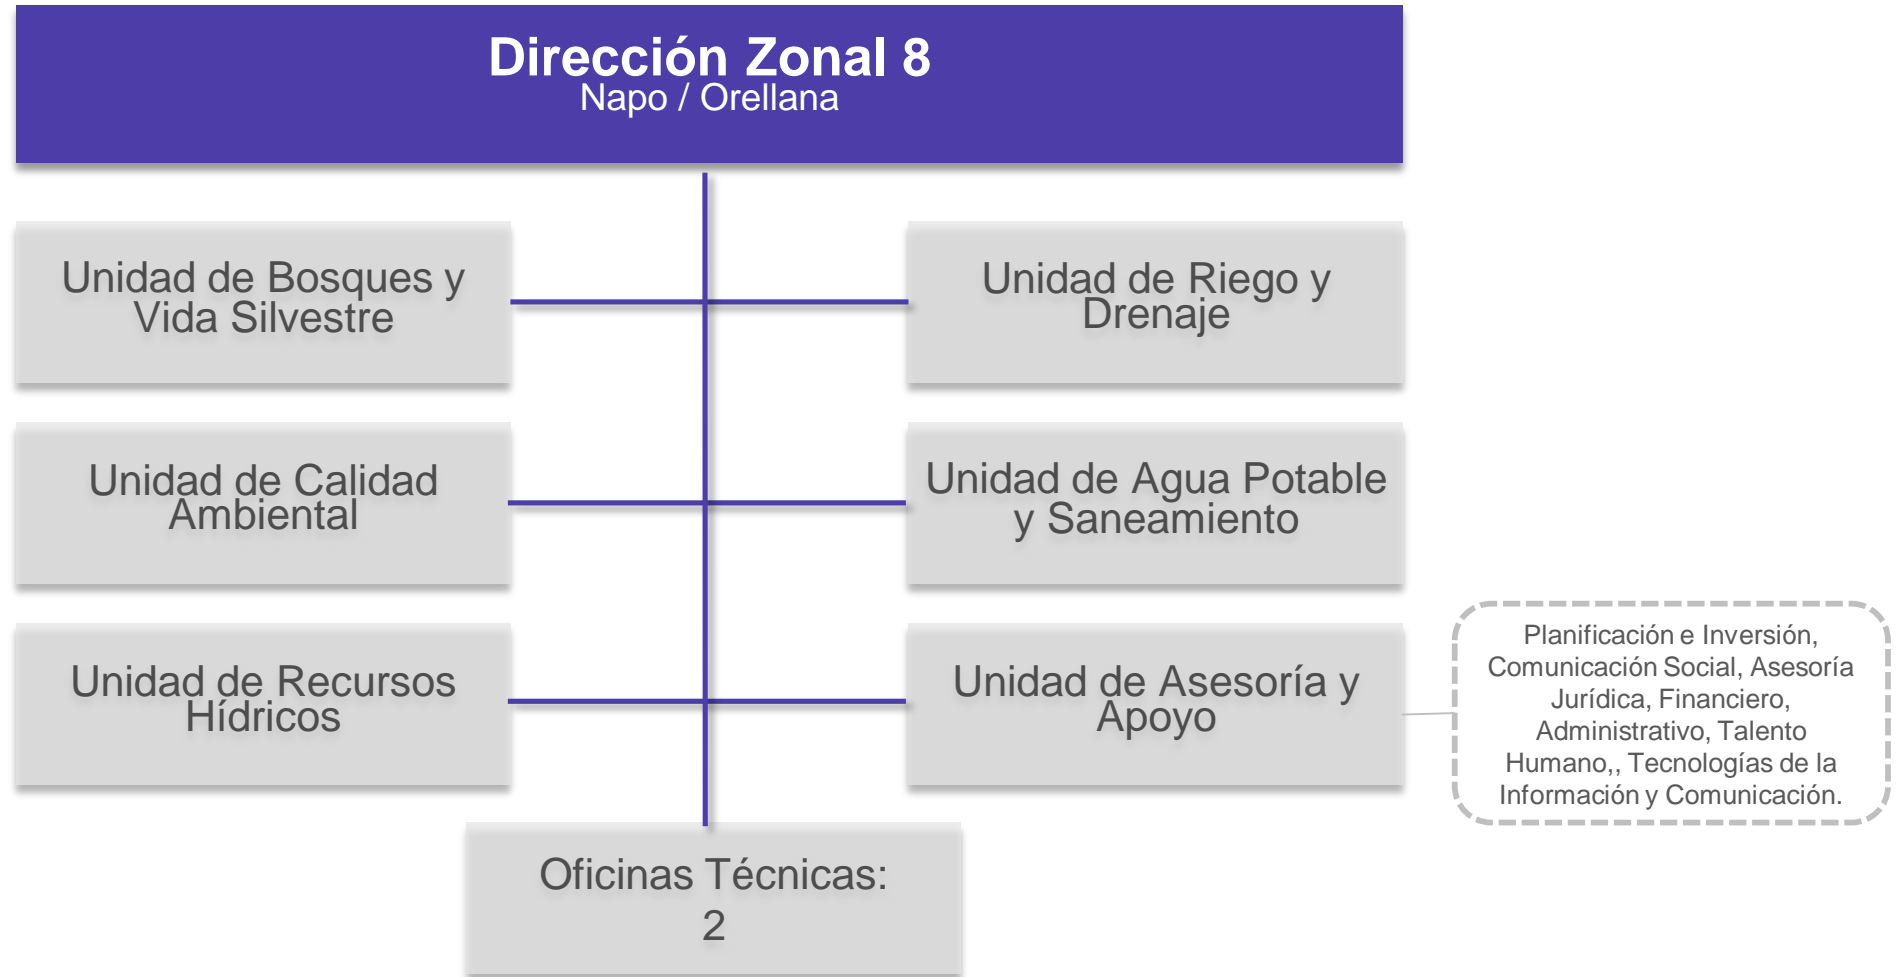 Dirección Zonal 8
Napo / Orellana
Unidad de Bosques y
Vida Silvestre
Unidad de Riego y
Drenaje
Unidad de Calidad
Ambiental
Unidad de Agua Potable
y Saneamiento
Unidad de Recursos
Hídricos
Unidad de Asesoría y
Apoyo
Planificación e Inversión,
Comunicación Social, Asesoría
Jurídica, Financiero,
Administrativo, Talento
Humano,, Tecnologías de la
Información y Comunicación.
Oficinas Técnicas:
2